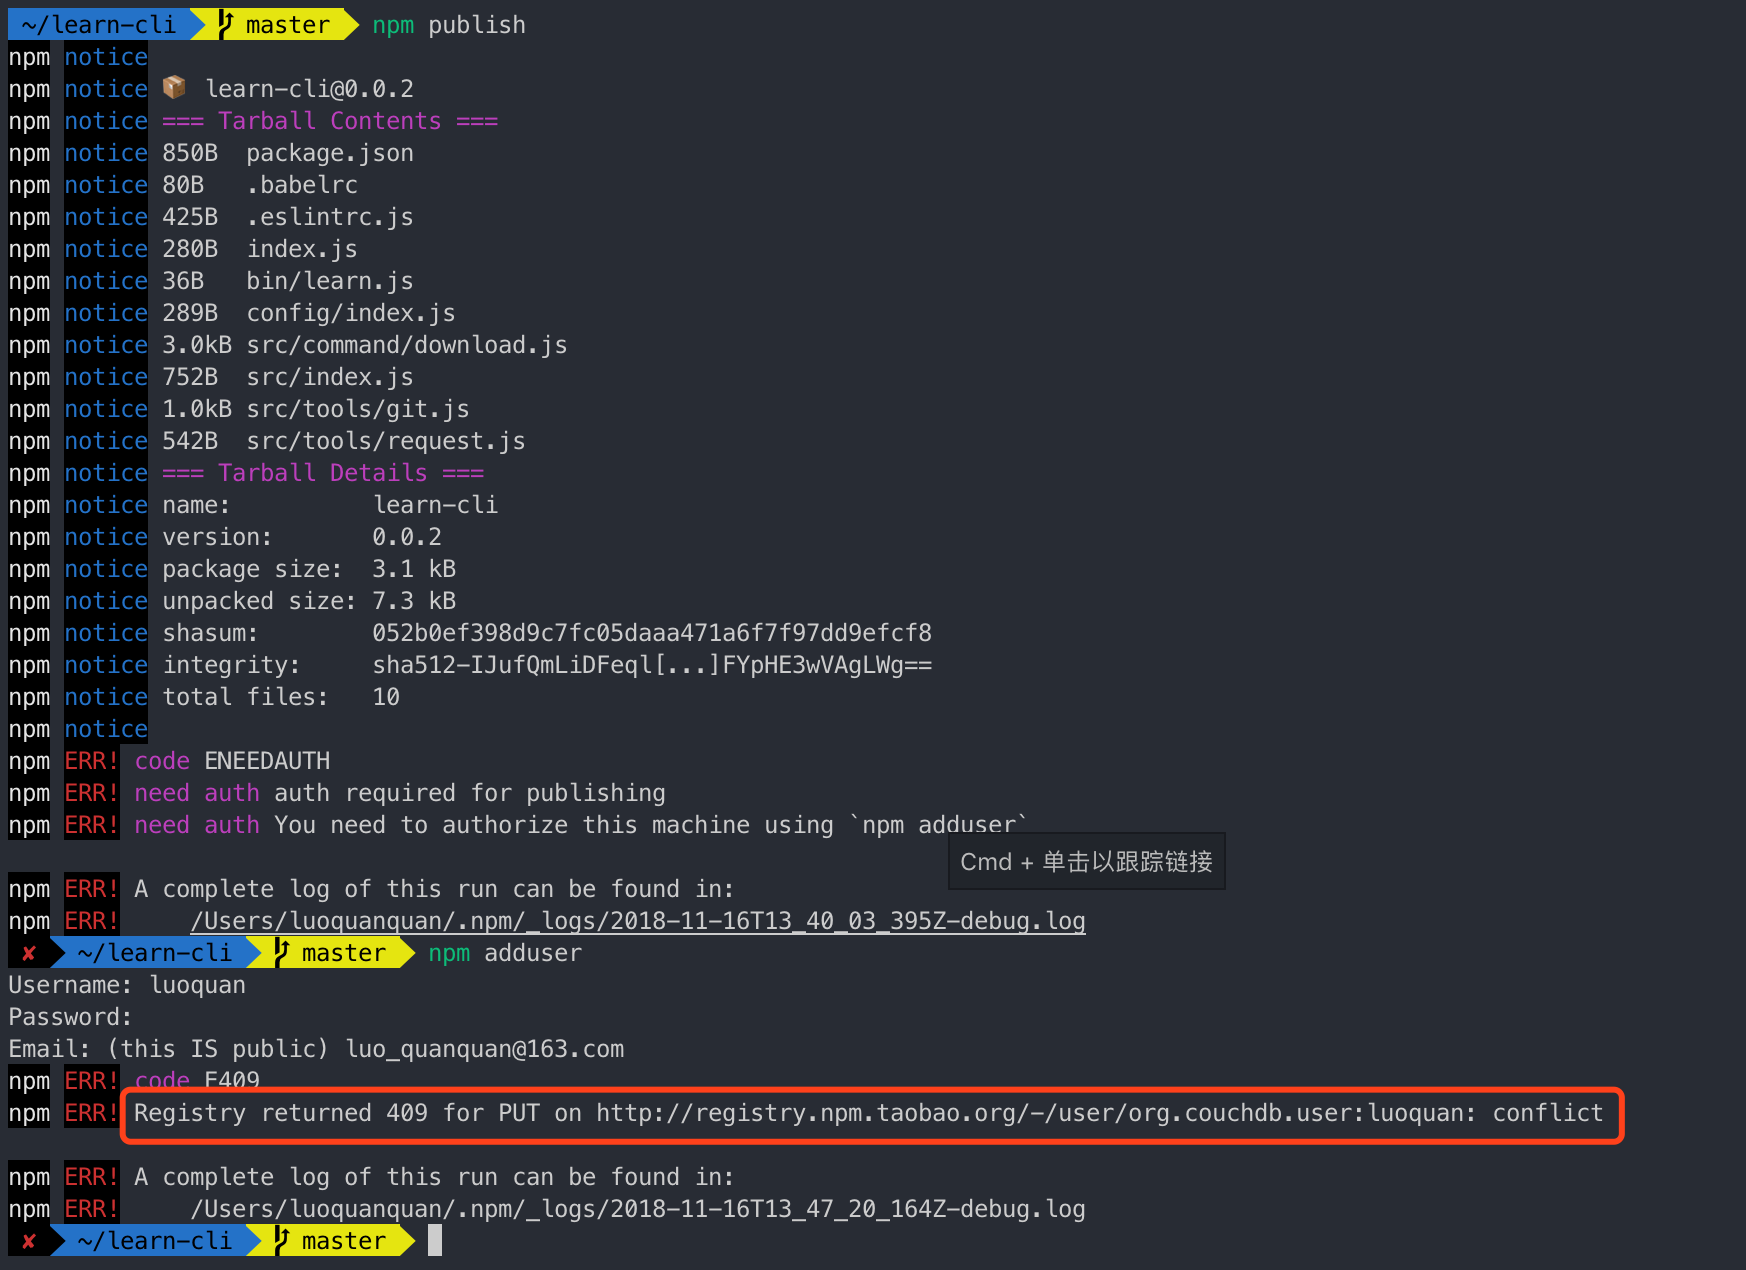 ~/learn-cli master npm publish
npm notice
npm notice 📦 learn-cli@0.0.2
npm notice === Tarball Contents ===
npm notice 850B package.json
npm notice 80B .babelrc
npm notice 425B .eslintrc.js
npm notice 280B index.js
npm notice 36B bin/learn.js
npm notice 289B config/index.js
npm notice 3.0kB src/command/download.js
npm notice 752B src/index.js
npm notice 1.0kB src/tools/git.js
npm notice 542B src/tools/request.js
npm notice === Tarball Details ===
npm notice name: learn-cli
npm notice version: 0.0.2
npm notice package size: 3.1 kB
npm notice unpacked size: 7.3 kB
npm notice shasum: 052b0ef398d9c7fc05daaa471a6f7f97dd9efcf8
npm notice integrity: sha512-IJufQmLiDFeql[...]FYpHE3wVAgLWg==
npm notice total files: 10
npm notice
npm ERR! code ENEEDAUTH
npm ERR! need auth auth required for publishing
npm ERR! need auth You need to authorize this machine using `npm adduser`
Cmd + 单击以跟踪链接
npm ERR! A complete log of this run can be found in:
npm ERR! /Users/luoquanquan/.npm/_logs/2018-11-16T13_40_03_395Z-debug.log
✘ ~/learn-cli master npm adduser
Username: luoquan
Password:
Email: (this IS public) luo_quanquan@163.com
npm ERR! code E409
npm ERR! Registry returned 409 for PUT on http://registry.npm.taobao.org/-/user/org.couchdb.user:luoquan: conflict
npm ERR! A complete log of this run can be found in:
npm ERR! /Users/luoquanquan/.npm/_logs/2018-11-16T13_47_20_164Z-debug.log
✘ ~/learn-cli master